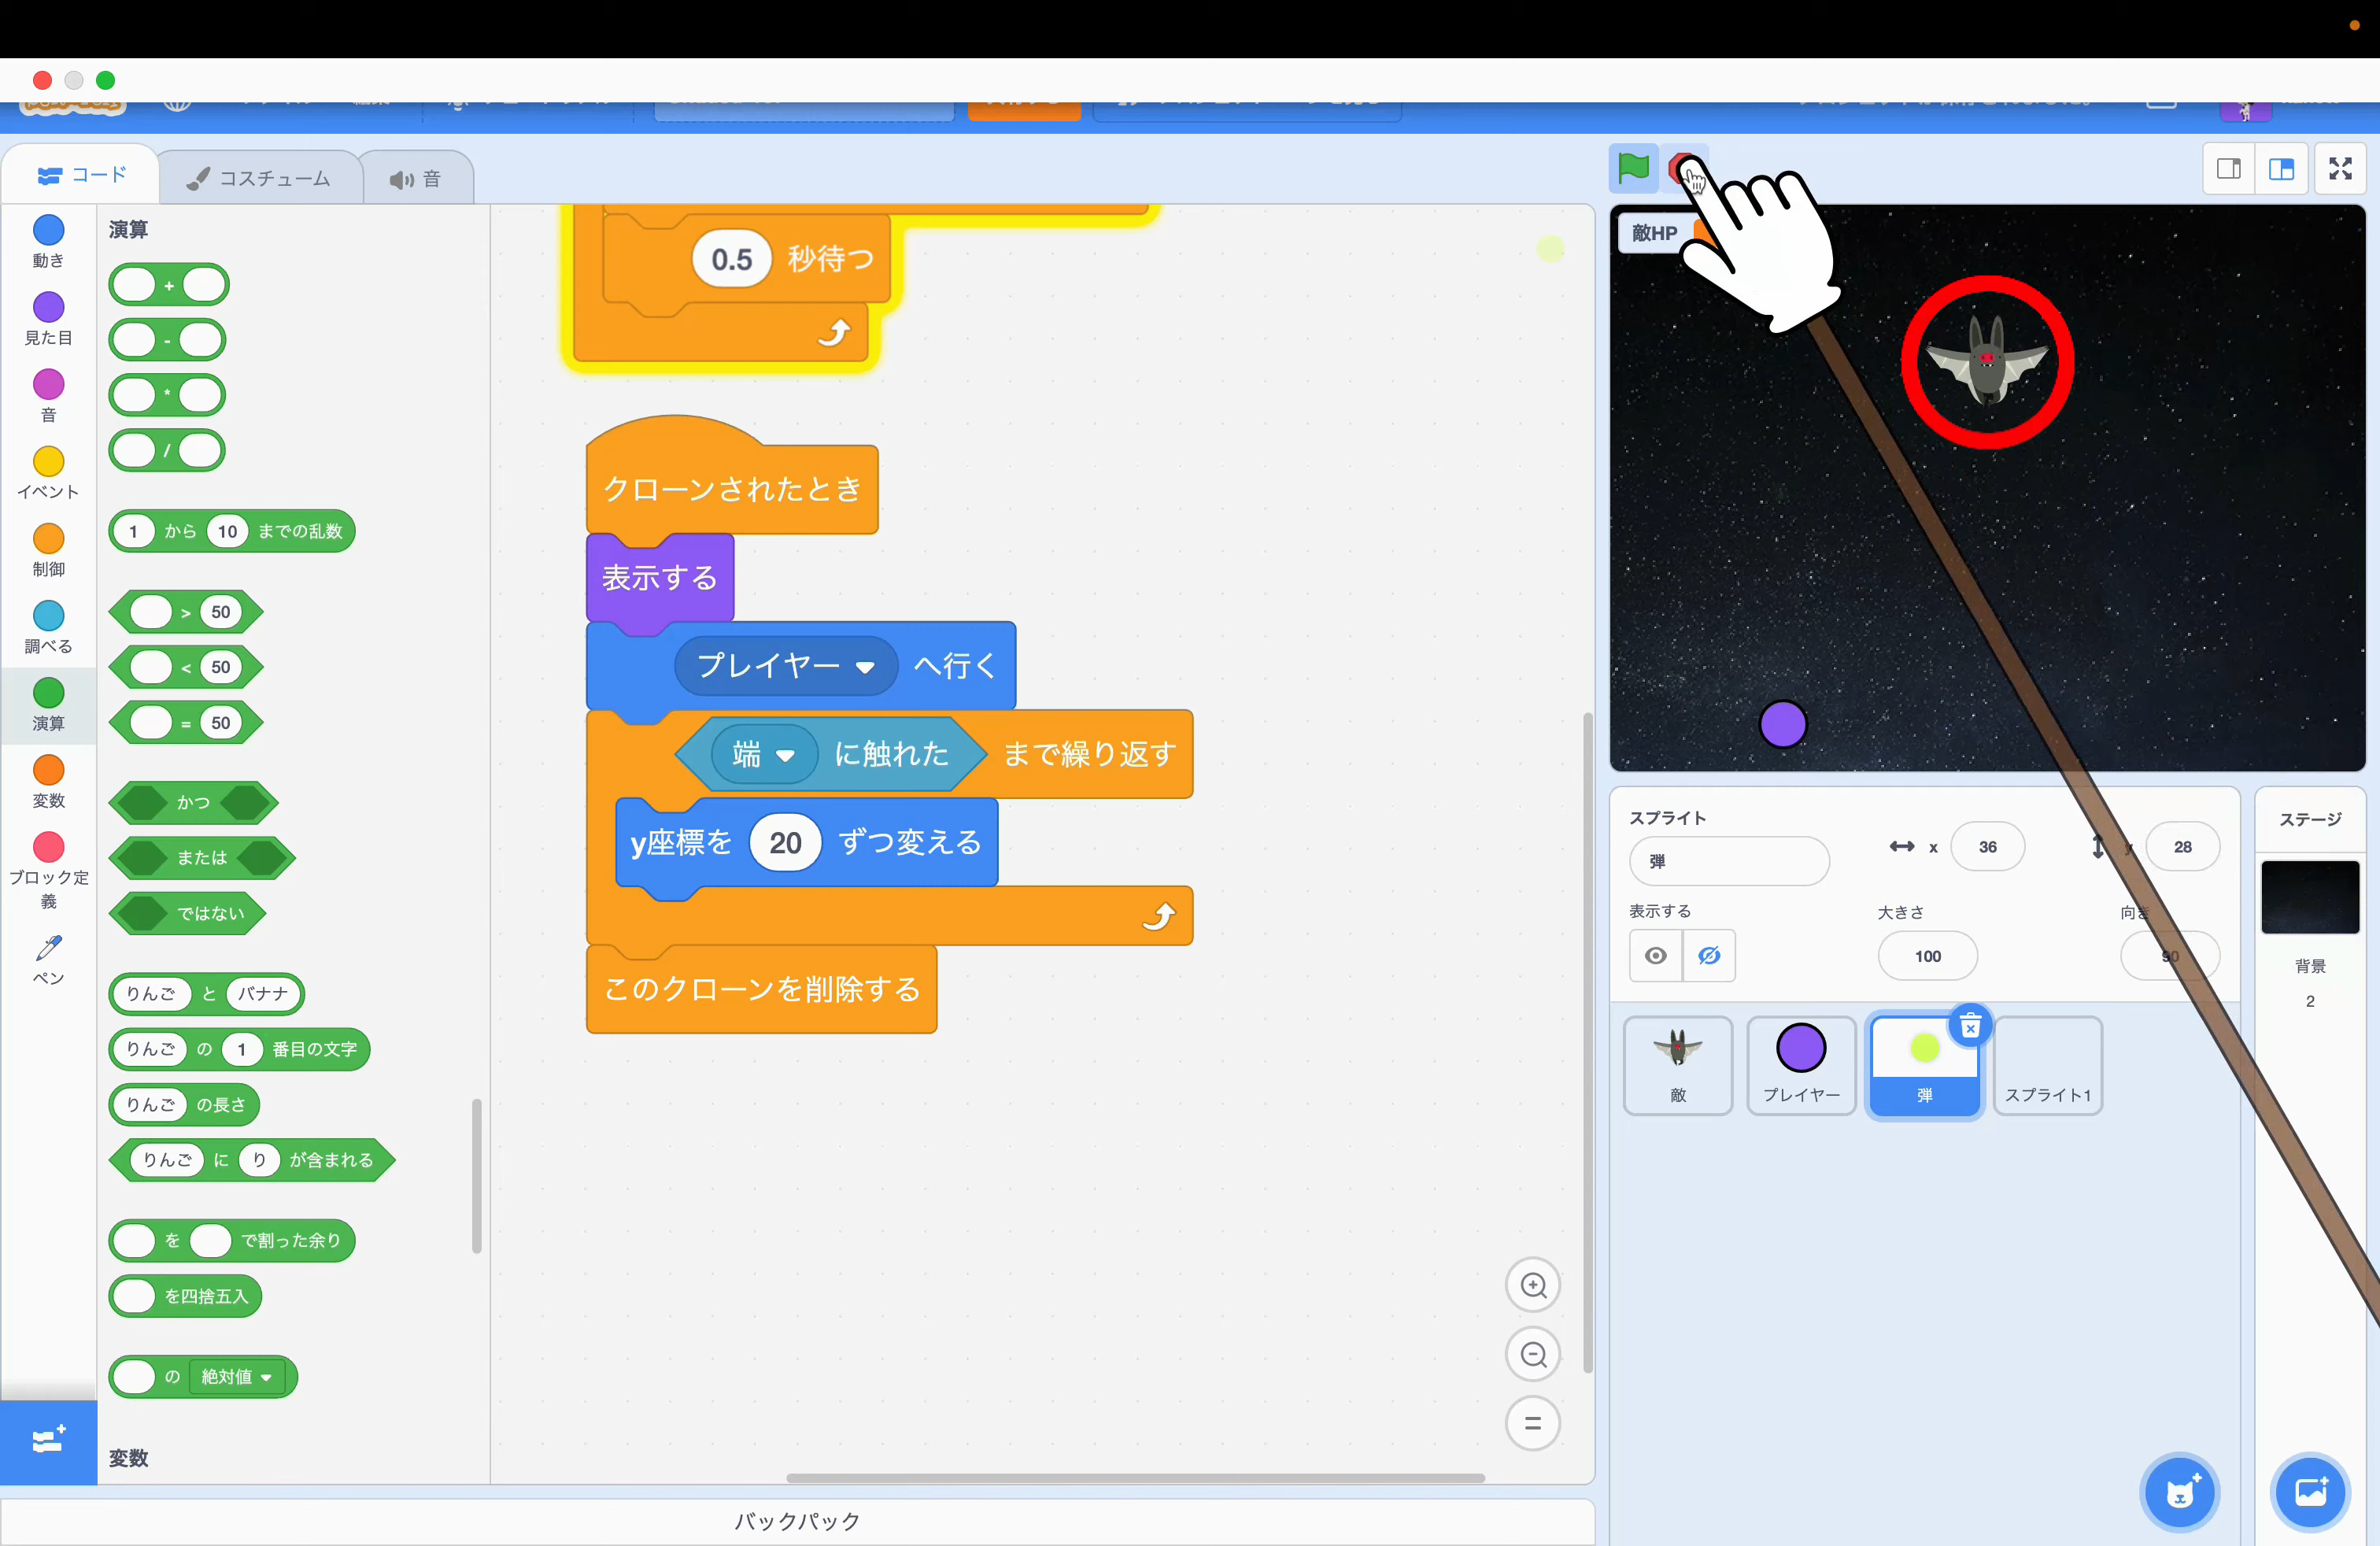 コード
コスチューム
音
動き
見た目
音
イベント
制御
調べる
演算
変数
ブロック定
義
ペン
演算
+
-
*
/
1 から 10 までの乱数
> 50
< 50
= 50
かつ
または
ではない
りんご と バナナ
りんご の 1 番目の文字
りんご の長さ
りんご に り が含まれる
を で割った余り
を四捨五入
の 絶対値
変数
0.5 秒待つ
クローンされたとき
表示する
プレイヤー へ行く
端 に触れた まで繰り返す
y座標を 20 ずつ変える
このクローンを削除する
バックパック
敵HP
スプライト
弾
x 36
y 28
表示する
大きさ
100
向き
90
敵
プレイヤー
弾
スプライト1
ステージ
背景
2